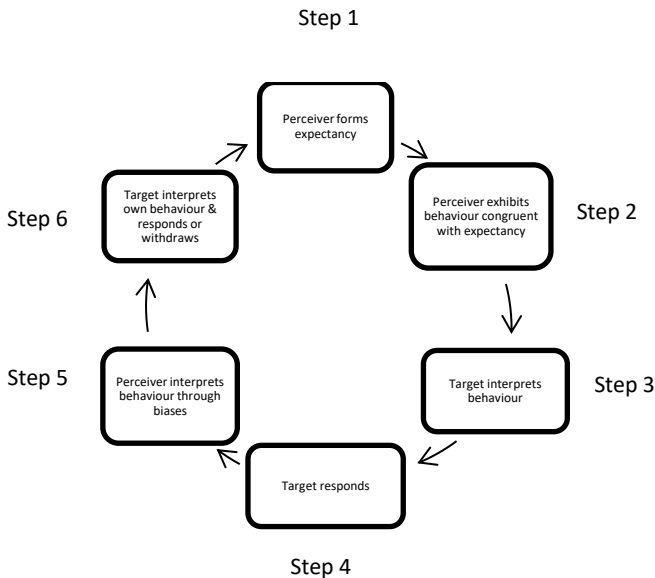 Step 1
Perceiver forms
expectancy
Step 2
Perceiver exhibits
behaviour congruent
with expectancy
Step 3
Target interprets
behaviour
Step 4
Target responds
Step 5
Perceiver interprets
behaviour through
biases
Step 6
Target interprets
own behaviour &
responds or
withdraws